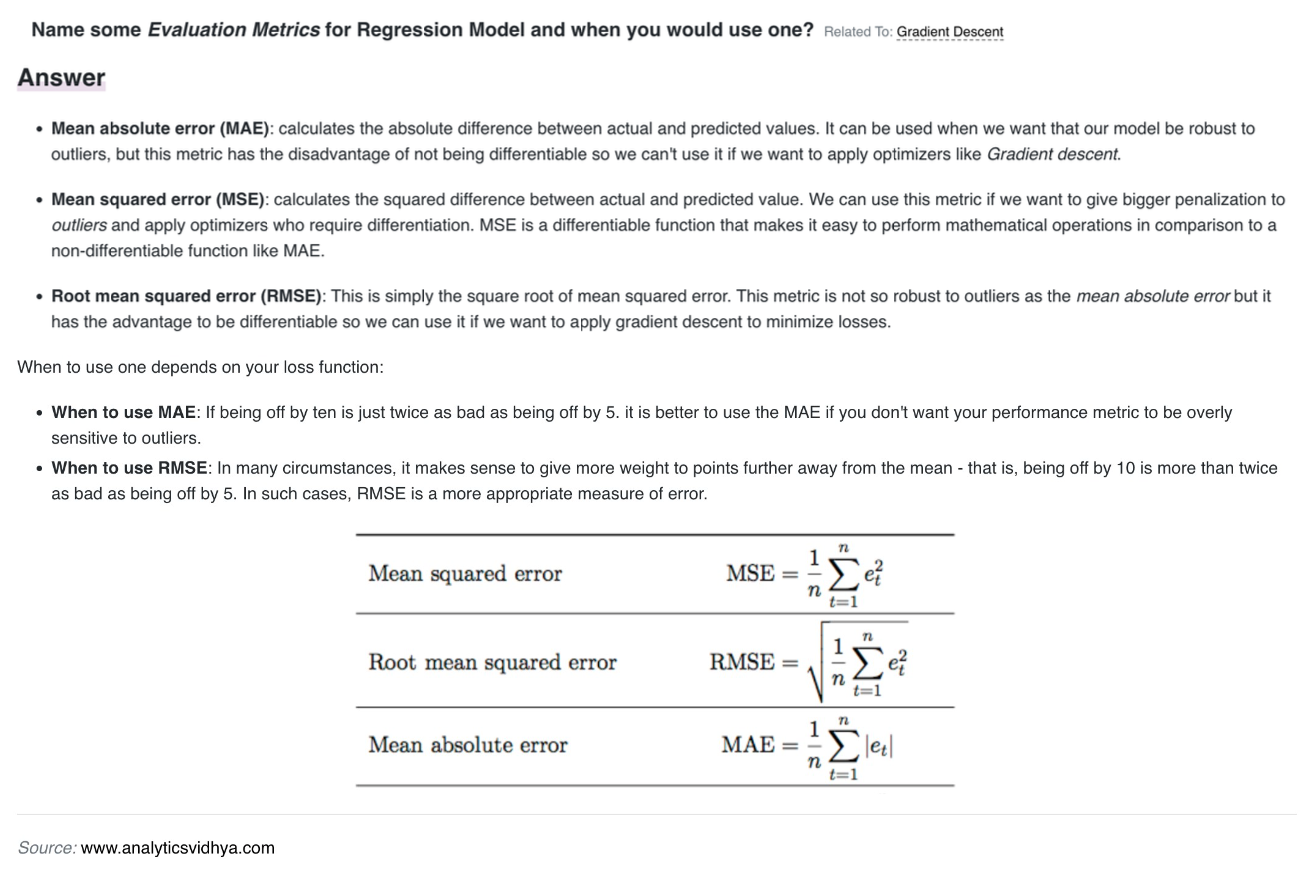 Name some Evaluation Metrics for Regression Model and when you would use one? Related To: Gradient Descent
Answer
• Mean absolute error (MAE): calculates the absolute difference between actual and predicted values. It can be used when we want that our model be robust to
outliers, but this metric has the disadvantage of not being differentiable so we can't use it if we want to apply optimizers like Gradient descent.
• Mean squared error (MSE): calculates the squared difference between actual and predicted value. We can use this metric if we want to give bigger penalization to
outliers and apply optimizers who require differentiation. MSE is a differentiable function that makes it easy to perform mathematical operations in comparison to a
non-differentiable function like MAE.
• Root mean squared error (RMSE): This is simply the square root of mean squared error. This metric is not so robust to outliers as the mean absolute error but it
has the advantage to be differentiable so we can use it if we want to apply gradient descent to minimize losses.
When to use one depends on your loss function:
• When to use MAE: If being off by ten is just twice as bad as being off by 5. it is better to use the MAE if you don't want your performance metric to be overly
sensitive to outliers.
• When to use RMSE: In many circumstances, it makes sense to give more weight to points further away from the mean - that is, being off by 10 is more than twice
as bad as being off by 5. In such cases, RMSE is a more appropriate measure of error.
Mean squared error MSE = \frac{1}{n} \sum_{t=1}^{n} e_t^2
Root mean squared error RMSE = \sqrt{\frac{1}{n} \sum_{t=1}^{n} e_t^2}
Mean absolute error MAE = \frac{1}{n} \sum_{t=1}^{n} |e_t|
Source: www.analyticsvidhya.com